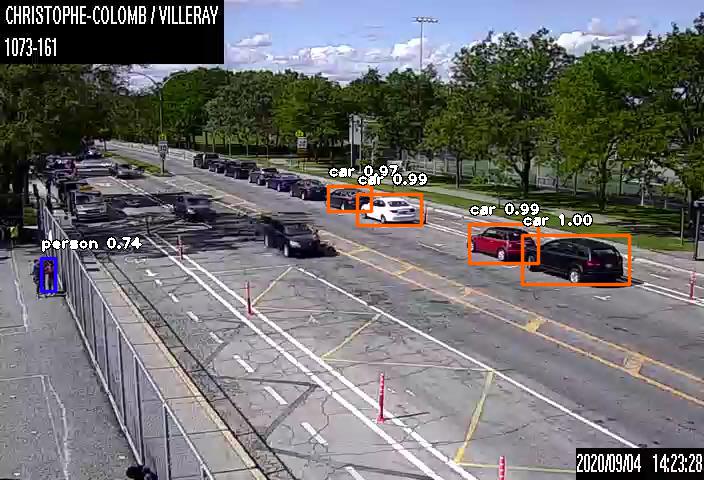 CHRISTOPHE-COLOMB / VILLERAY
1073-161
car 0.97
car 0.99
car 0.99
car 1.00
person 0.74
2020/09/04 14:23:28